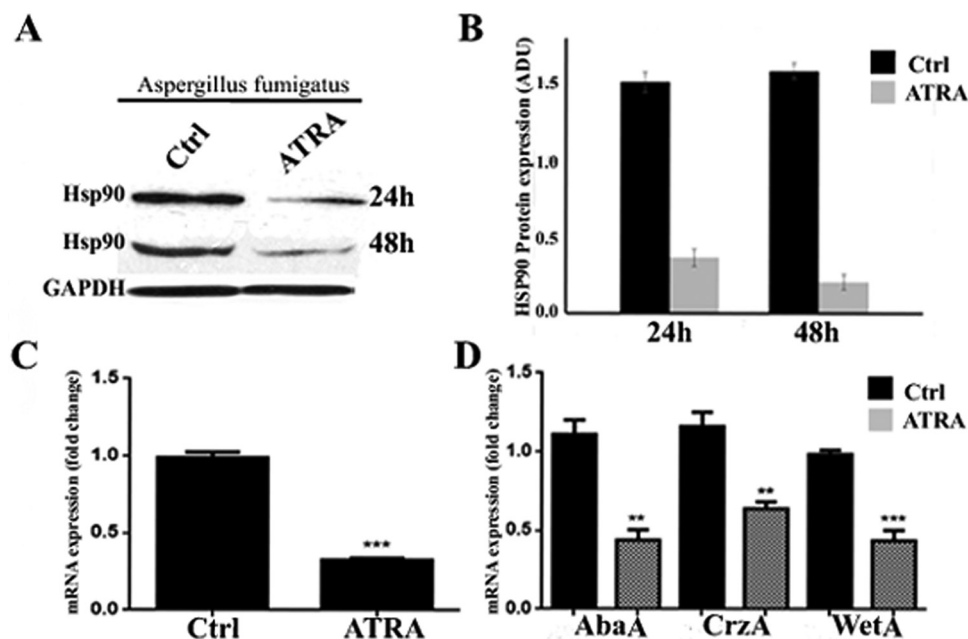 A
Aspergillus fumigatus
Ctrl
ATRA
Hsp90
24h
Hsp90
48h
GAPDH
B
HSP90 Protein expression (ADU)
1.5
1.0
0.5
0.0
24h
48h
Ctrl
ATRA
C
mRNA expression (fold change)
1.5
1.0
0.5
0.0
***
Ctrl
ATRA
D
mRNA expression (fold change)
1.5
1.0
0.5
0.0
**
**
***
AbaA
CrzA
WetA
Ctrl
ATRA